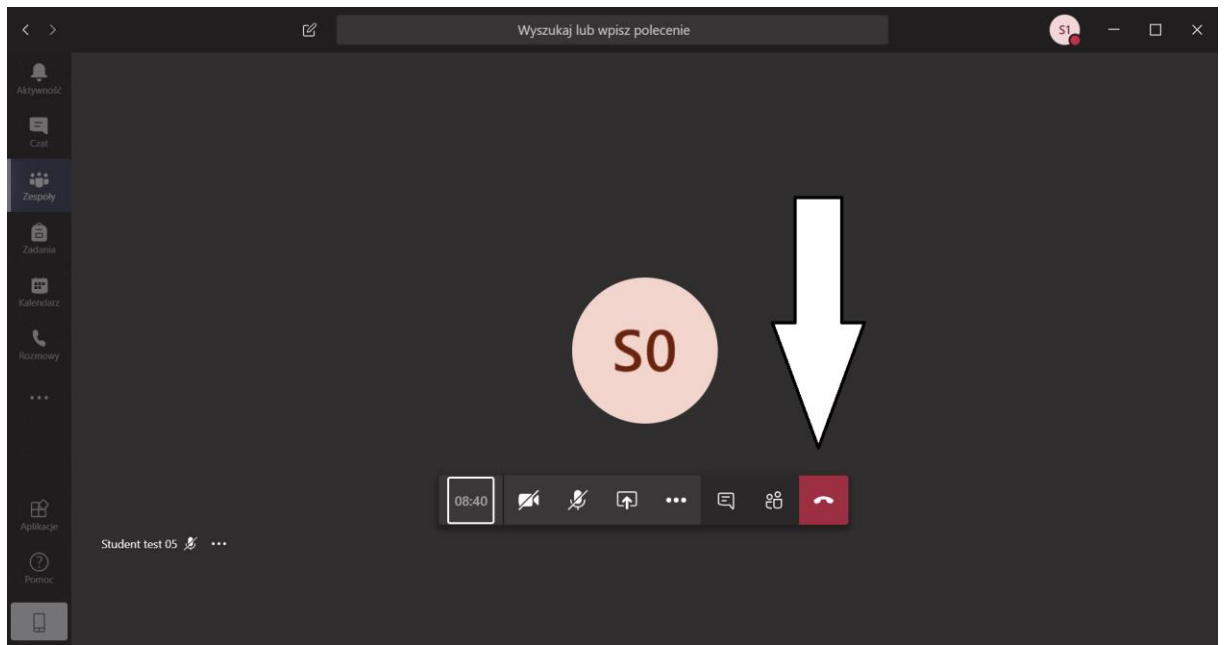 Wyszukaj lub wpisz polecenie
S1
Aktywność
Czat
Zespoły
Zadania
Kalendarz
Rozmowy
S0
08:40
Aplikacje
Student test 05
Pomoc